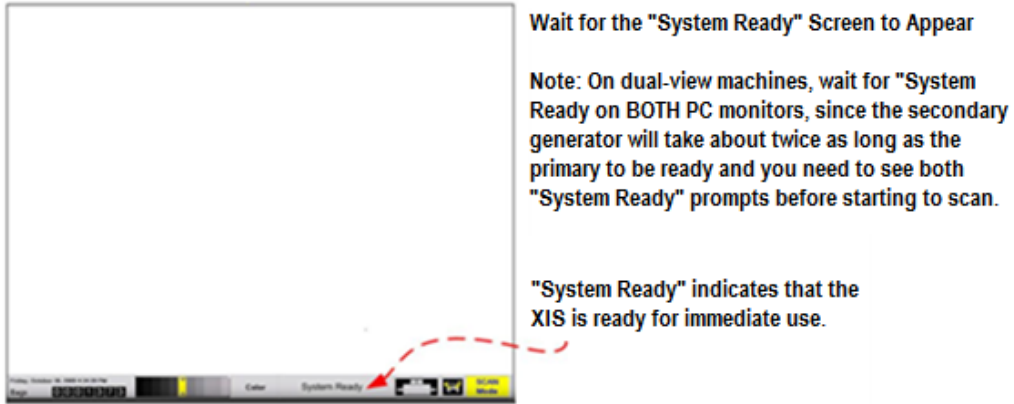 Wait for the "System Ready" Screen to Appear
Note: On dual-view machines, wait for "System
Ready on BOTH PC monitors, since the secondary
generator will take about twice as long as the
primary to be ready and you need to see both
"System Ready" prompts before starting to scan.
"System Ready" indicates that the
XIS is ready for immediate use.
Bags
Color
System Ready
SCAN
Mode